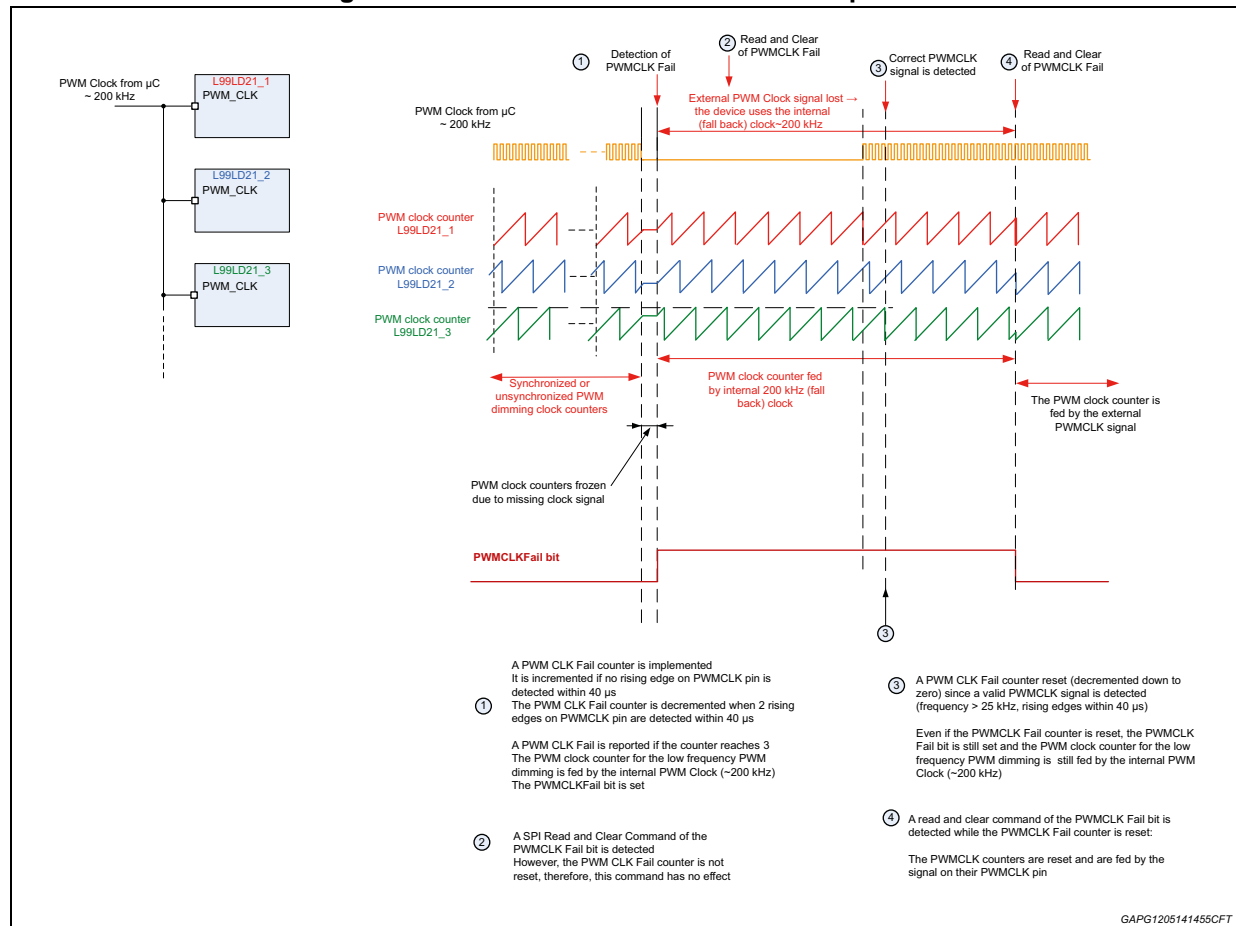 PWM Clock from µC
~ 200 kHz
L99LD21_1
PWM_CLK
L99LD21_2
PWM_CLK
L99LD21_3
PWM_CLK
1
Detection of
PWMCLK Fail
2
Read and Clear
of PWMCLK Fail
3
Correct PWMCLK
signal is detected
4
Read and Clear
of PWMCLK Fail
PWM Clock from µC
~ 200 kHz
External PWM Clock signal lost →
the device uses the internal
(fall back) clock~200 kHz
PWM clock counter
L99LD21_1
PWM clock counter
L99LD21_2
PWM clock counter
L99LD21_3
Synchronized or
unsynchronized PWM
dimming clock counters
PWM clock counter fed
by internal 200 kHz (fall
back) clock
The PWM clock counter is
fed by the external
PWMCLK signal
PWM clock counters frozen
due to missing clock signal
PWMCLKFail bit
3
1
A PWM CLK Fail counter is implemented
It is incremented if no rising edge on PWMCLK pin is
detected within 40 µs
The PWM CLK Fail counter is decremented when 2 rising
edges on PWMCLK pin are detected within 40 µs
A PWM CLK Fail is reported if the counter reaches 3
The PWM clock counter for the low frequency PWM
dimming is fed by the internal PWM Clock (~200 kHz)
The PWMCLKFail bit is set
2
A SPI Read and Clear Command of the
PWMCLK Fail bit is detected
However, the PWM CLK Fail counter is not
reset, therefore, this command has no effect
3
A PWM CLK Fail counter reset (decremented down to
zero) since a valid PWMCLK signal is detected
(frequency > 25 kHz, rising edges within 40 µs)
Even if the PWMCLK Fail counter is reset, the PWMCLK
Fail bit is still set and the PWM clock counter for the low
frequency PWM dimming is still fed by the internal PWM
Clock (~200 kHz)
4
A read and clear command of the PWMCLK Fail bit is
detected while the PWMCLK Fail counter is reset:
The PWMCLK counters are reset and are fed by the
signal on their PWMCLK pin
GAPG1205141455CFT